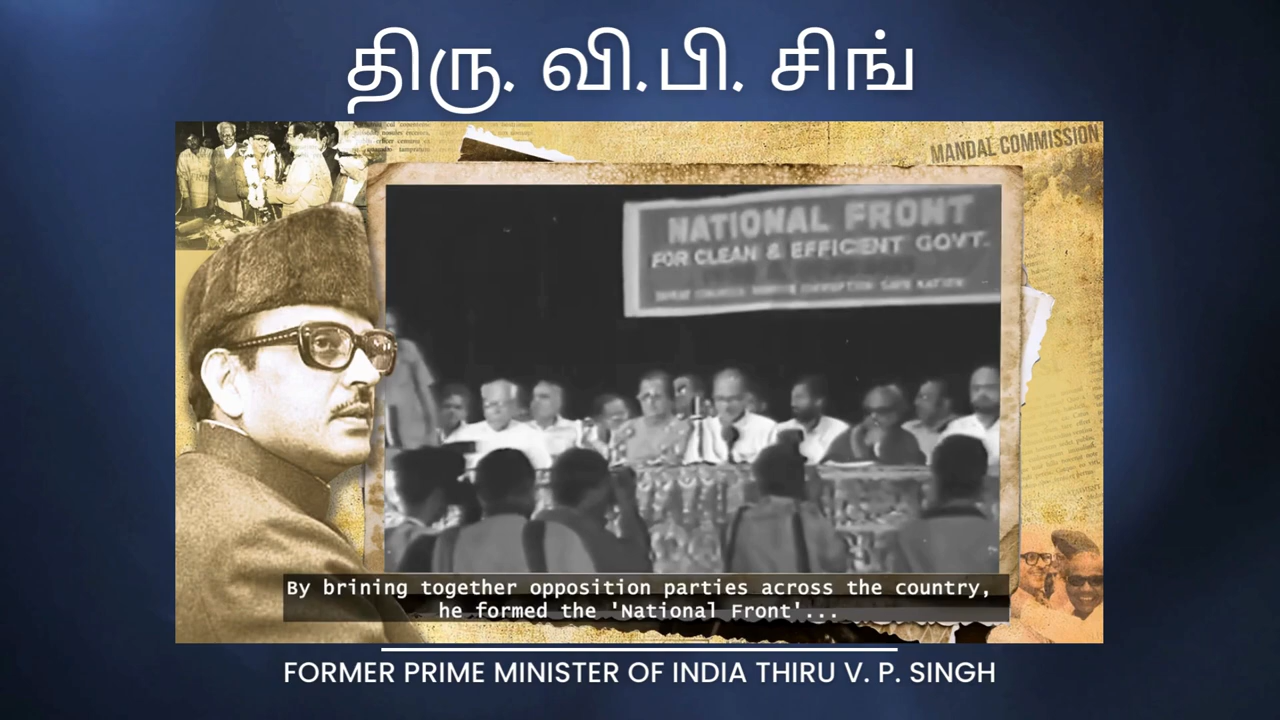 திரு. வி.பி. சிங்
MANDAL COMMISSION
NATIONAL FRONT
FOR CLEAN & EFFICIENT GOVT.
By brining together opposition parties across the country,
he formed the 'National Front'...
FORMER PRIME MINISTER OF INDIA THIRU V. P. SINGH